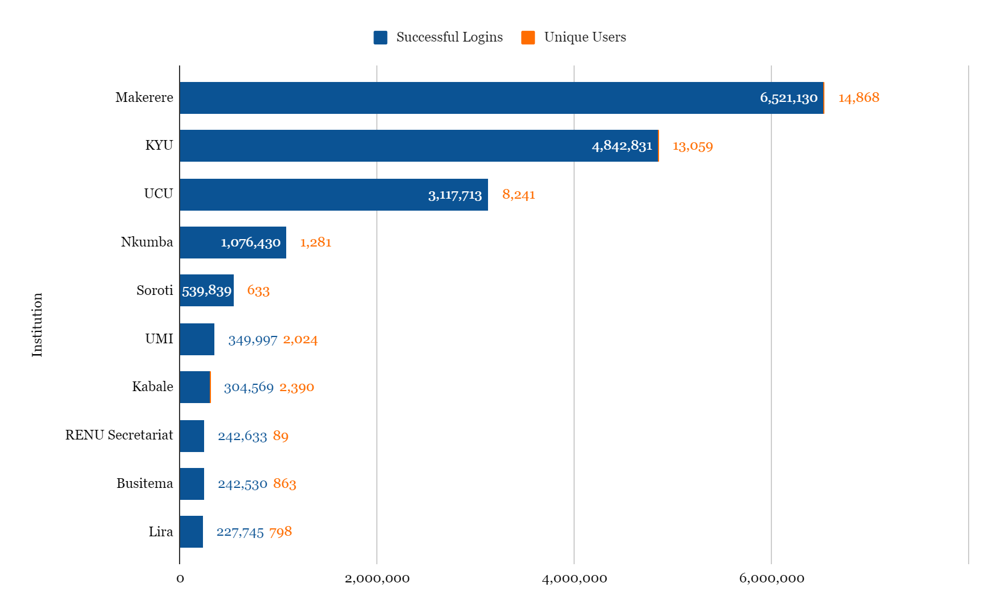 Successful Logins Unique Users
Makerere 6,521,130 14,868
KYU 4,842,831 13,059
UCU 3,117,713 8,241
Nkumba 1,076,430 1,281
Soroti 539,839 633
UMI 349,997 2,024
Kabale 304,569 2,390
RENU Secretariat 242,633 89
Busitema 242,530 863
Lira 227,745 798
Institution
0 2,000,000 4,000,000 6,000,000